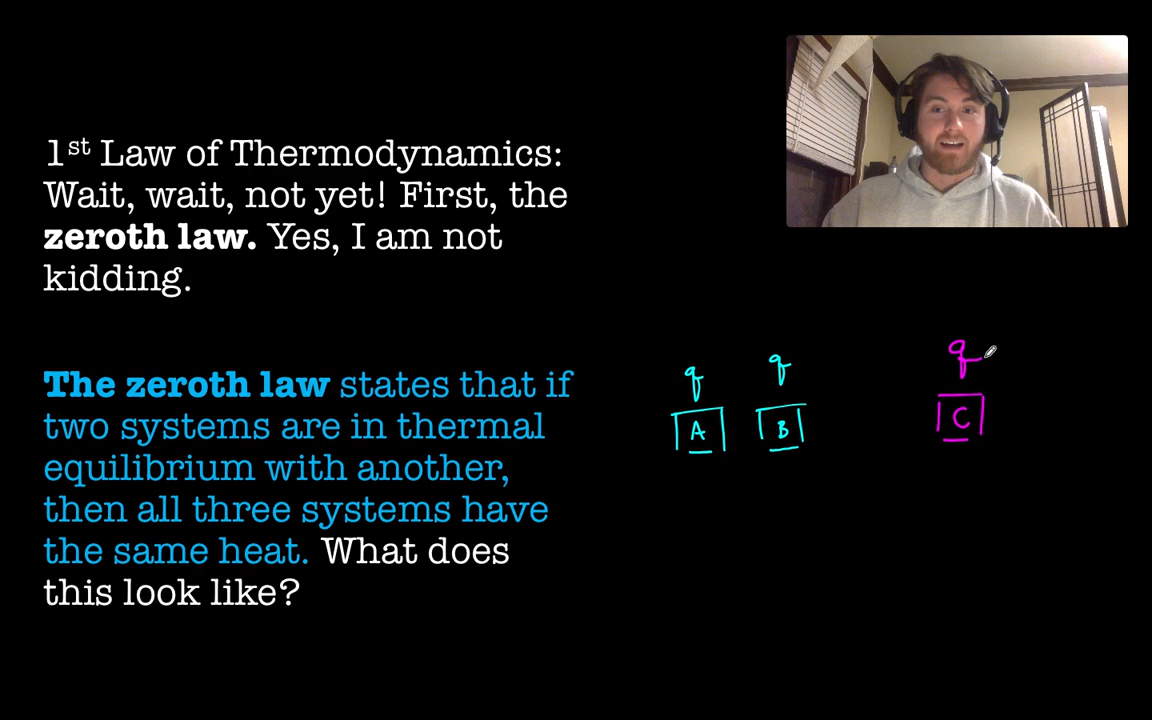 1st Law of Thermodynamics:
Wait, wait, not yet! First, the
zeroth law. Yes, I am not
kidding.
The zeroth law states that if
two systems are in thermal
equilibrium with another,
then all three systems have
the same heat. What does
this look like?
q q q
A B C